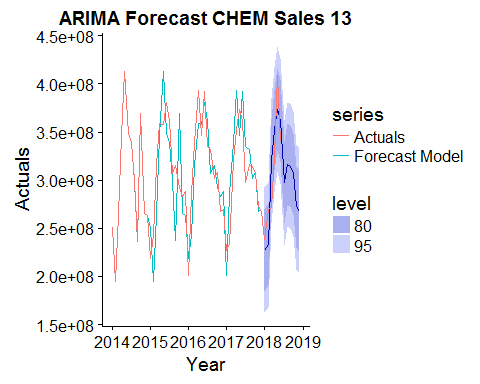 ARIMA Forecast CHEM Sales 13
4.5e+08
4.0e+08
3.5e+08
3.0e+08
2.5e+08
2.0e+08
1.5e+08
Actuals
2014 2015 2016 2017 2018 2019
Year
series
Actuals
Forecast Model
level
80
95